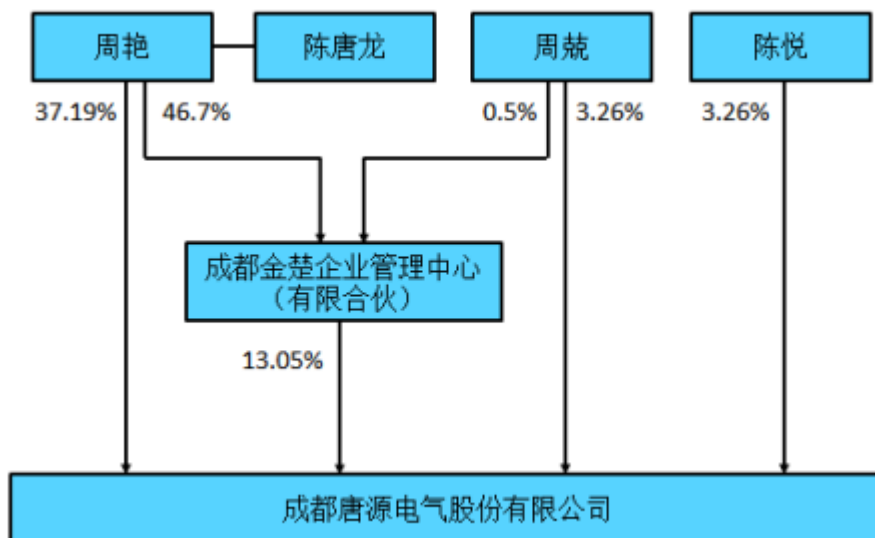 周艳
陈唐龙
周兢
陈悦
37.19%
46.7%
0.5%
3.26%
3.26%
成都金楚企业管理中心
（有限合伙）
13.05%
成都唐源电气股份有限公司